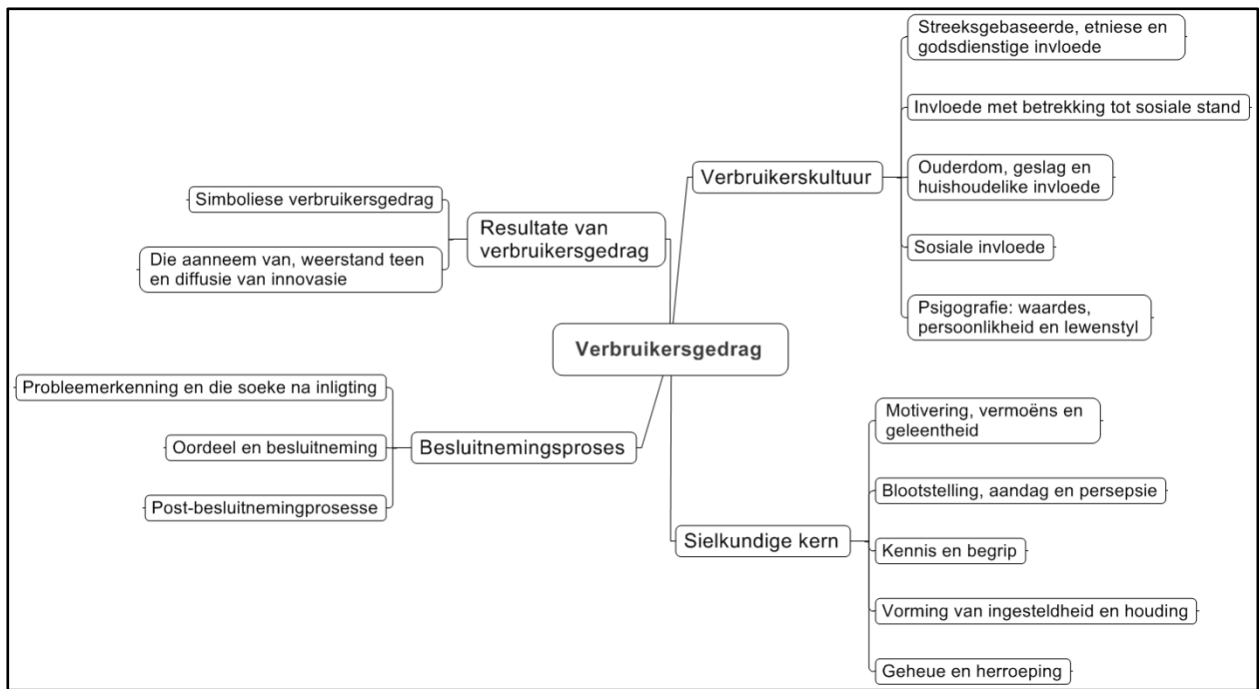 Verbruikersgedrag
Verbruikerskultuur
Streeksgebaseerde, etniese en
godsdienstige invloede
Invloede met betrekking tot sosiale stand
Ouderdom, geslag en
huishoudelike invloede
Sosiale invloede
Psigografie: waardes,
persoonlikheid en lewenstyl
Sielkundige kern
Motivering, vermoëns en
geleentheid
Blootstelling, aandag en persepsie
Kennis en begrip
Vorming van ingesteldheid en houding
Geheue en herroeping
Besluitnemingsproses
Probleemerkenning en die soeke na inligting
Oordeel en besluitneming
Post-besluitnemingprosesse
Resultate van
verbruikersgedrag
Simboliese verbruikersgedrag
Die aanneem van, weerstand teen
en diffusie van innovasie